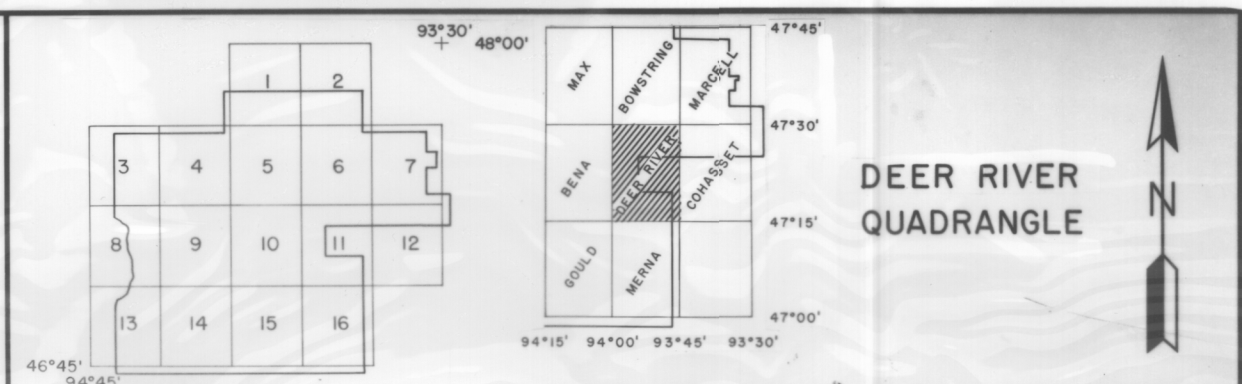 93°30'
48°00'
1 2
3 4 5 6 7
8 9 10 11 12
13 14 15 16
46°45'
94°45'
47°45'
MAX BOWSTRING MARCELL
47°30'
BENA DEER RIVER COHASSET
47°15'
GOULD MERNA
47°00'
94°15' 94°00' 93°45' 93°30'
DEER RIVER
QUADRANGLE
N